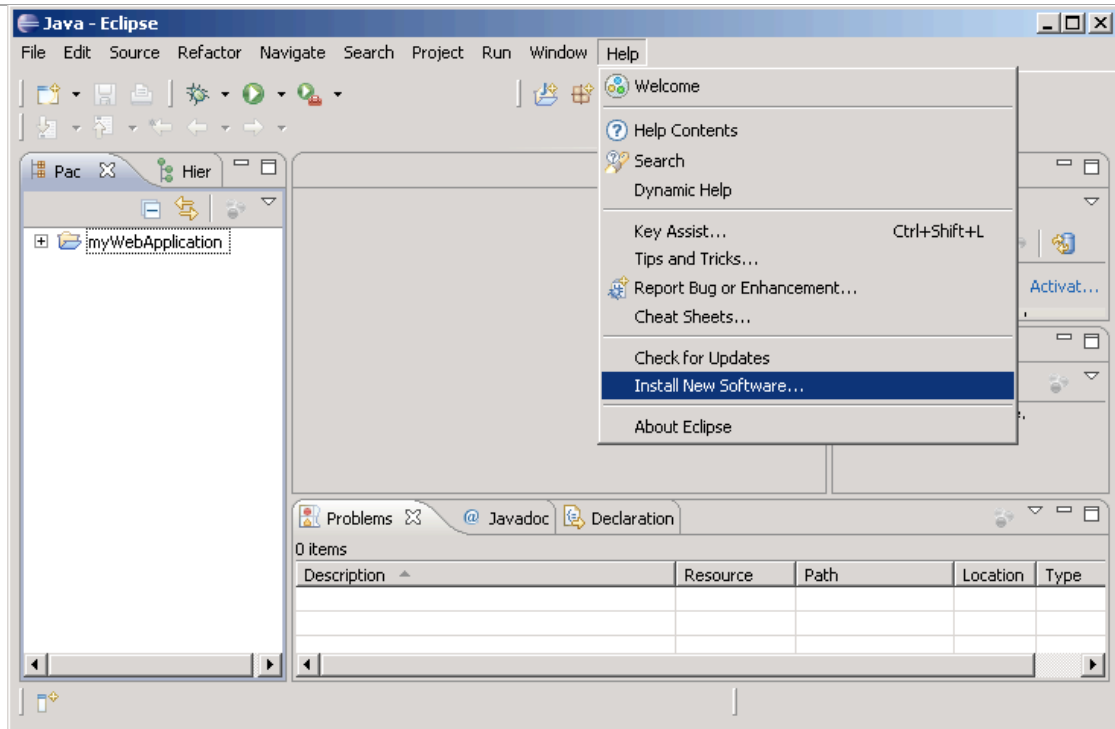 Java - Eclipse
File Edit Source Refactor Navigate Search Project Run Window Help
Welcome
Help Contents
Search
Dynamic Help
Key Assist... Ctrl+Shift+L
Tips and Tricks...
Report Bug or Enhancement...
Cheat Sheets...
Check for Updates
Install New Software...
About Eclipse
Pac Hier
myWebApplication
Activat...
Problems @ Javadoc Declaration
0 items
Description Resource Path Location Type